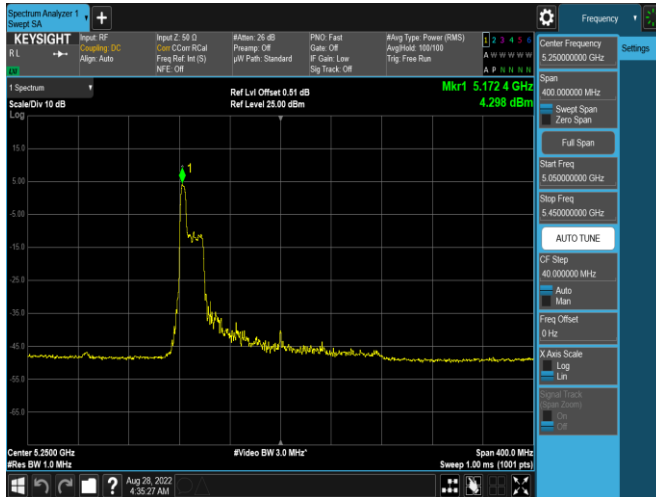 Spectrum Analyzer 1
Swept SA
+
Frequency
KEYSIGHT
Input: RF
Input Z: 50 Ω
#Atten: 26 dB
PNO: Fast
#Avg Type: Power (RMS)
1 2 3 4 5 6
R L
Coupling: DC
Corr CCorr RCal
Preamp: Off
Gate: Off
Avg|Hold: 100/100
Align: Auto
Freq Ref: Int (S)
µW Path: Standard
IF Gain: Low
Trig: Free Run
A W W W W W
NFE: Off
Sig Track: Off
A P N N N N
LU
1 Spectrum
Ref Lvl Offset 0.51 dB
Mkr1 5.172 4 GHz
Scale/Div 10 dB
Ref Level 25.00 dBm
4.298 dBm
Log
15.0
5.00
-5.00
-15.0
-25.0
-35.0
-45.0
-55.0
-65.0
1
Center 5.2500 GHz
#Video BW 3.0 MHz*
Span 400.0 MHz
#Res BW 1.0 MHz
Sweep 1.00 ms (1001 pts)
Aug 28, 2022
4:35:27 AM
Center Frequency
5.250000000 GHz
Settings
Span
400.000000 MHz
Swept Span
Zero Span
Full Span
Start Freq
5.050000000 GHz
Stop Freq
5.450000000 GHz
AUTO TUNE
CF Step
40.000000 MHz
Auto
Man
Freq Offset
0 Hz
X Axis Scale
Log
Lin
Signal Track
(Span Zoom)
On
Off